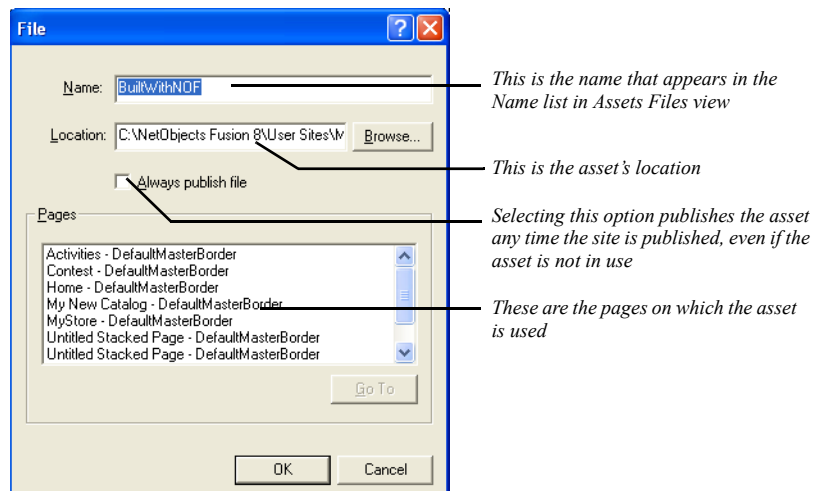 File
Name: BuiltWithNOF
This is the name that appears in the
Name list in Assets Files view
Location: C:\NetObjects Fusion 8\User Sites\M Browse...
This is the asset's location
Always publish file
Selecting this option publishes the asset
any time the site is published, even if the
asset is not in use
Pages
Activities - DefaultMasterBorder
Contest - DefaultMasterBorder
Home - DefaultMasterBorder
My New Catalog - DefaultMasterBorder
MyStore - DefaultMasterBorder
Untitled Stacked Page - DefaultMasterBorder
Untitled Stacked Page - DefaultMasterBorder
These are the pages on which the asset
is used
Go To
OK Cancel